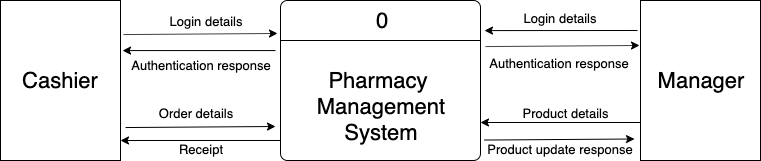 Login details
Login details
0
Authentication response
Authentication response
Cashier
Pharmacy
Management
System
Manager
Order details
Product details
Receipt
Product update response